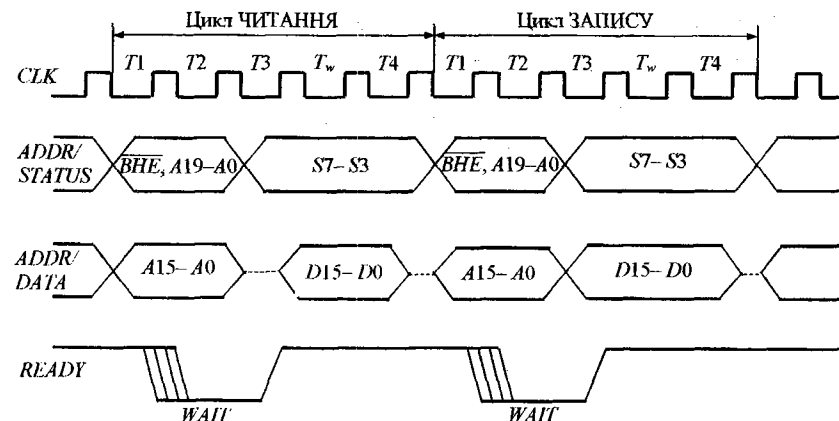 Цикл ЧИТАННЯ Цикл ЗАПИСУ
CLK T1 T2 T3 Tw T4 T1 T2 T3 Tw T4
ADDR/
STATUS
BHE, A19–A0 S7–S3 BHE, A19–A0 S7–S3
ADDR/
DATA
A15–A0 D15–D0 A15–A0 D15–D0
READY
WAIT WAIT